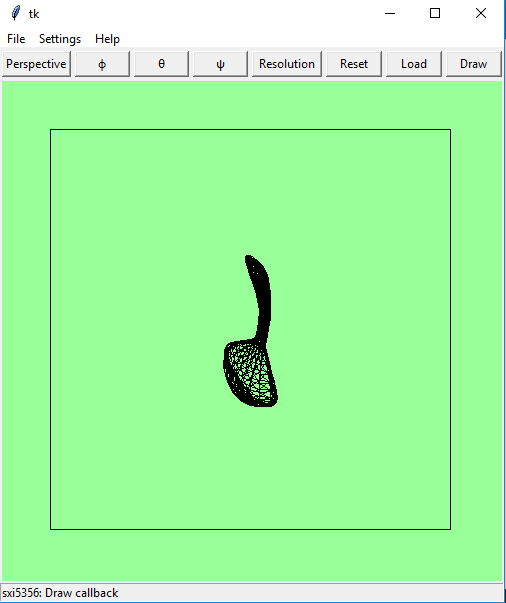 tk
File Settings Help
Perspective ϕ θ ψ Resolution Reset Load Draw
sxi5356: Draw callback